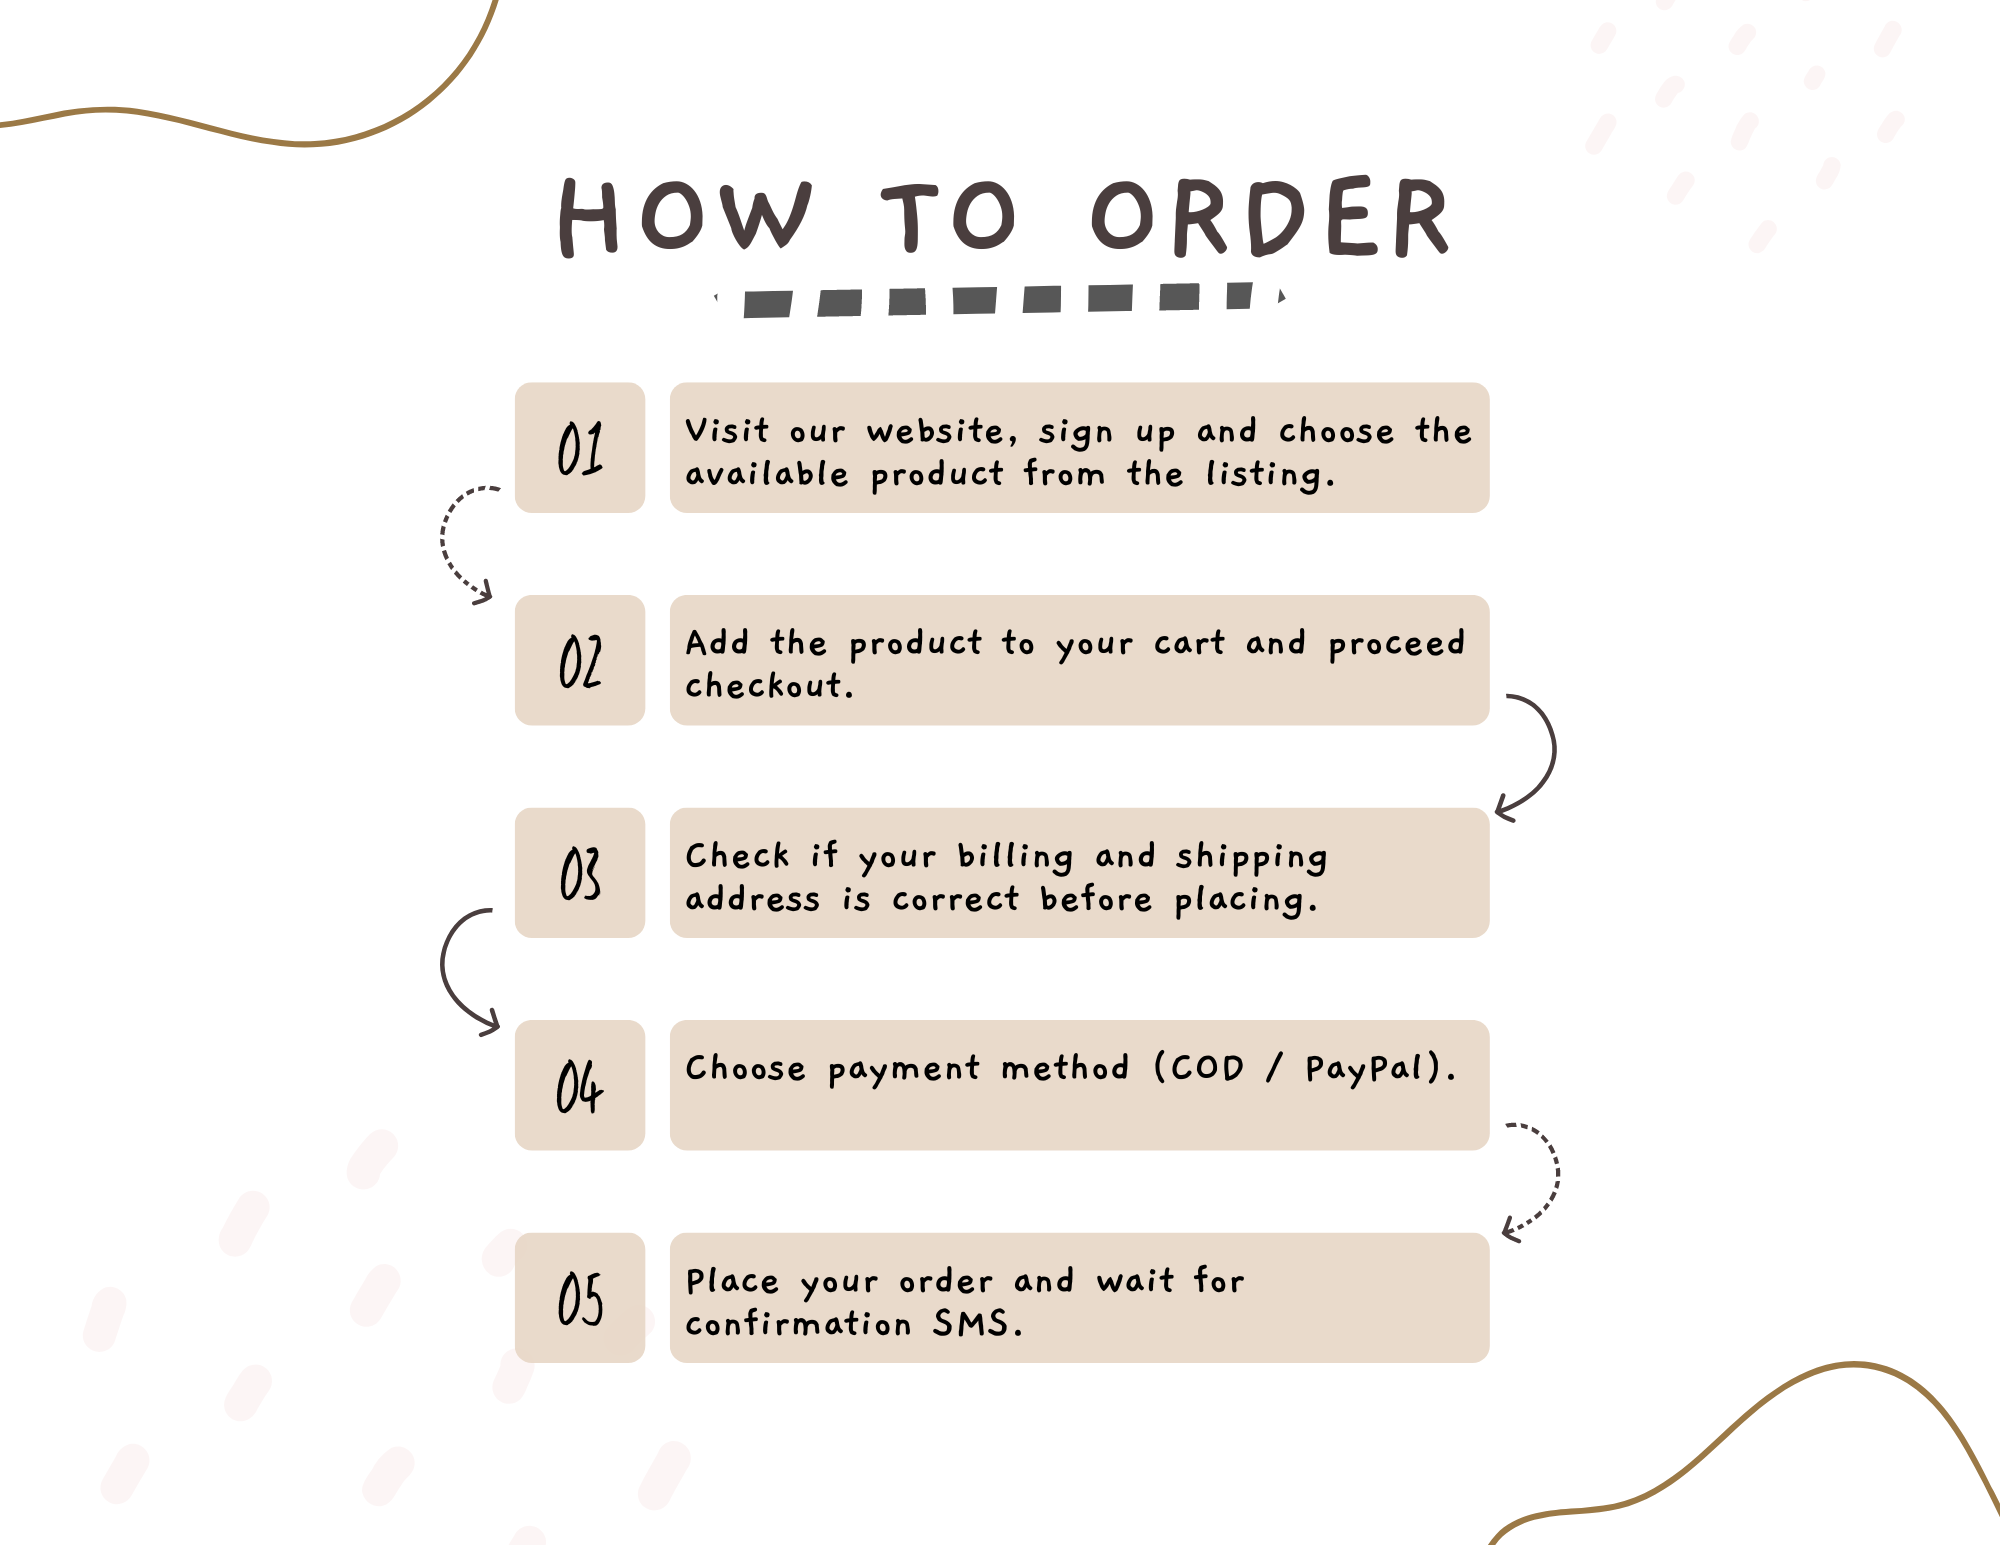 HOW TO ORDER
01
Visit our website, sign up and choose the
available product from the listing.
02
Add the product to your cart and proceed
checkout.
03
Check if your billing and shipping
address is correct before placing.
04
Choose payment method (COD / PayPal).
05
Place your order and wait for
confirmation SMS.